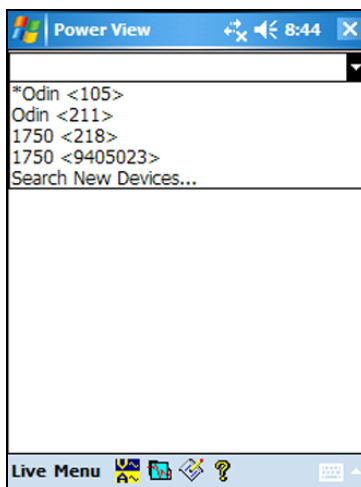 Power View 8:44
*Odin <105>
Odin <211>
1750 <218>
1750 <9405023>
Search New Devices...
Live Menu